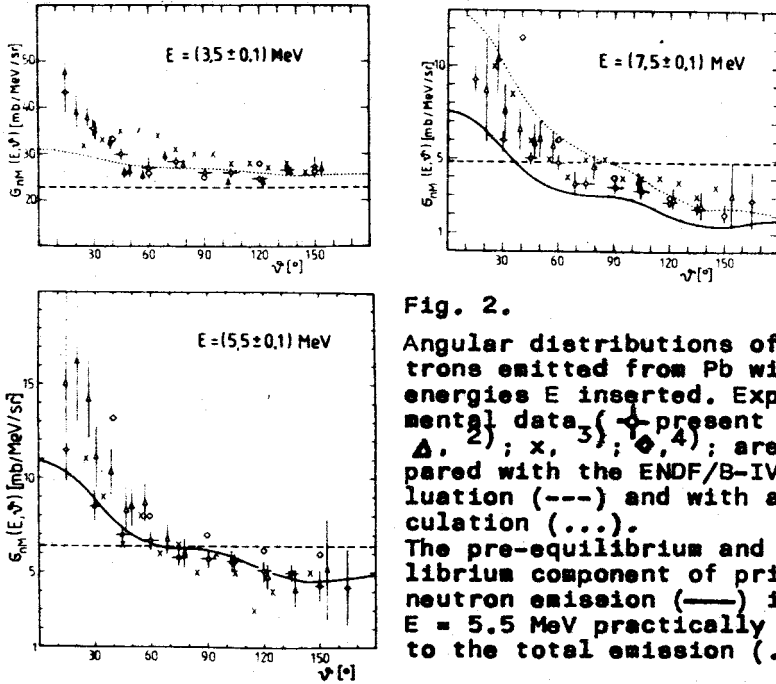 E = (3,5±0,1) MeV
σnM (E,ϑ) [mb/MeV/sr]
50
40
30
20
30 60 90 120 150
ϑ[°]
E = (7,5±0,1) MeV
σnM (E,ϑ) [mb/MeV/sr]
10
5
1
30 60 90 120 150
ϑ[°]
E = (5,5±0,1) MeV
σnM (E,ϑ) [mb/MeV/sr]
15
10
5
1
30 60 90 120 150
ϑ[°]
Fig. 2.
Angular distributions of
trons emitted from Pb wi
energies E inserted. Exp
mental data ( present
Δ, 2); x, 3); ◇, 4); are
pared with the ENDF/B-IV
luation (---) and with a
culation (...).
The pre-equilibrium and
librium component of pri
neutron emission (——) i
E = 5.5 MeV practically
to the total emission (.